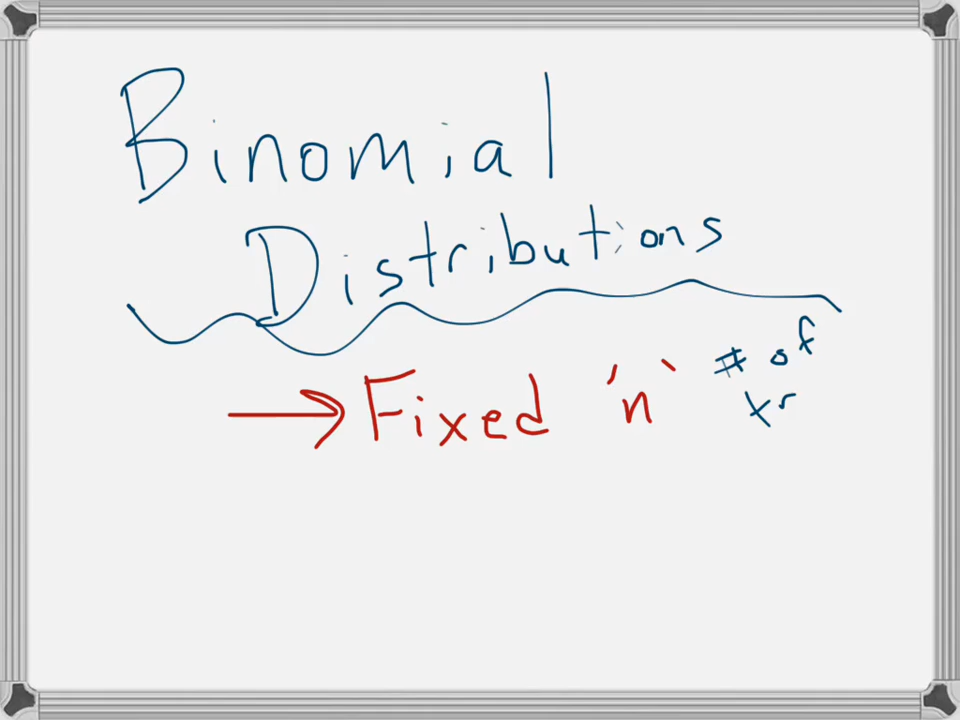 Binomial
Distributions
→ Fixed 'n' # of
tr